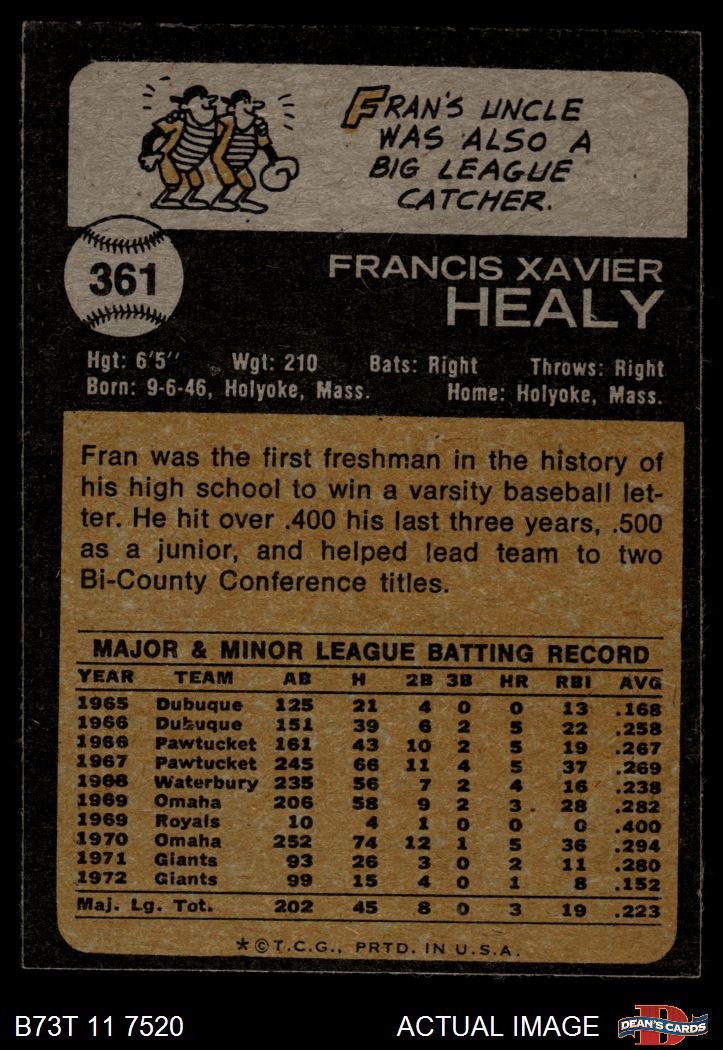 FRAN'S UNCLE
WAS ALSO A
BIG LEAGUE
CATCHER.
361
FRANCIS XAVIER
HEALY
Hgt: 6'5" Wgt: 210 Bats: Right Throws: Right
Born: 9-6-46, Holyoke, Mass. Home: Holyoke, Mass.
Fran was the first freshman in the history of
his high school to win a varsity baseball let-
ter. He hit over .400 his last three years, .500
as a junior, and helped lead team to two
Bi-County Conference titles.
MAJOR & MINOR LEAGUE BATTING RECORD
YEAR TEAM AB H 2B 3B HR RBI AVG
1965 Dubuque 125 21 4 0 0 13 .168
1966 Dubuque 151 39 6 2 5 22 .258
1966 Pawtucket 161 43 10 2 5 19 .267
1967 Pawtucket 245 66 11 4 5 37 .269
1968 Waterbury 235 56 7 2 4 16 .238
1969 Omaha 206 58 9 2 3 28 .282
1969 Royals 10 4 1 0 0 0 .400
1970 Omaha 252 74 12 1 5 36 .294
1971 Giants 93 26 3 0 2 11 .280
1972 Giants 99 15 4 0 1 8 .152
Maj. Lg. Tot. 202 45 8 0 3 19 .223
*©T.C.G., PRTD. IN U.S.A.
B73T 11 7520 ACTUAL IMAGE
D
DEAN'S CARDS